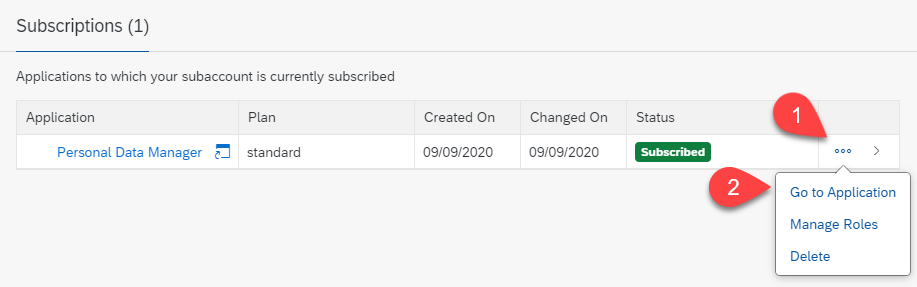 Subscriptions (1)
Applications to which your subaccount is currently subscribed
Application Plan Created On Changed On Status
Personal Data Manager standard 09/09/2020 09/09/2020 Subscribed
1
2
Go to Application
Manage Roles
Delete